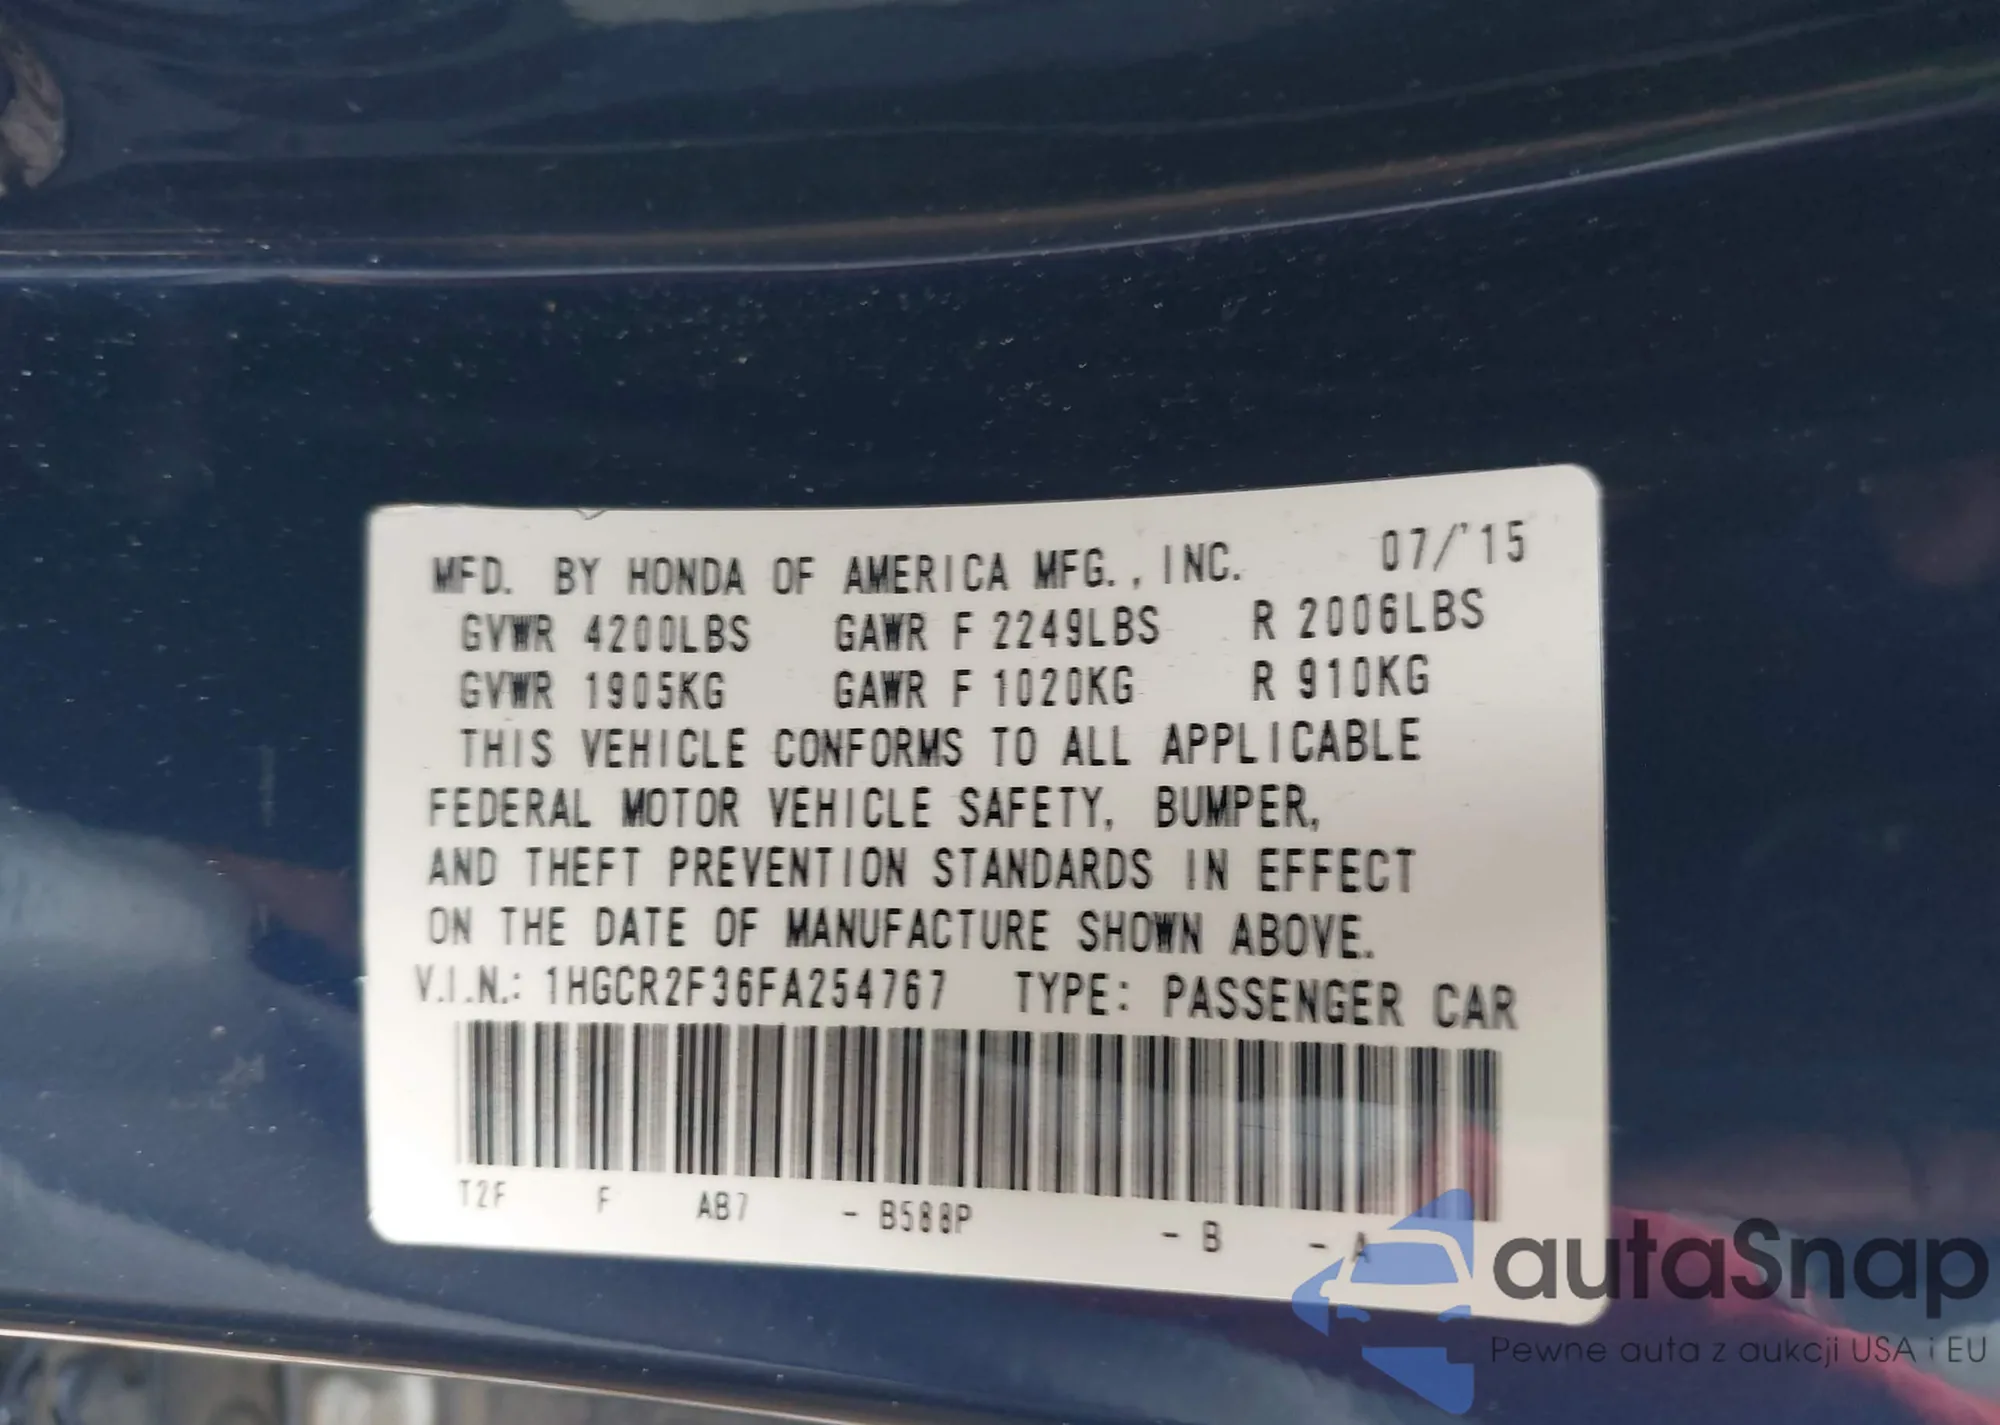 MFD. BY HONDA OF AMERICA MFG., INC. 07/'15
GVWR 4200LBS GAWR F 2249LBS R 2006LBS
GVWR 1905KG GAWR F 1020KG R 910KG
THIS VEHICLE CONFORMS TO ALL APPLICABLE
FEDERAL MOTOR VEHICLE SAFETY, BUMPER,
AND THEFT PREVENTION STANDARDS IN EFFECT
ON THE DATE OF MANUFACTURE SHOWN ABOVE.
V.I.N.: 1HGCR2F36FA254767 TYPE: PASSENGER CAR
T2F F AB7 - B588P - B - A
autaSnap
Pewne auta z aukcji USA i EU